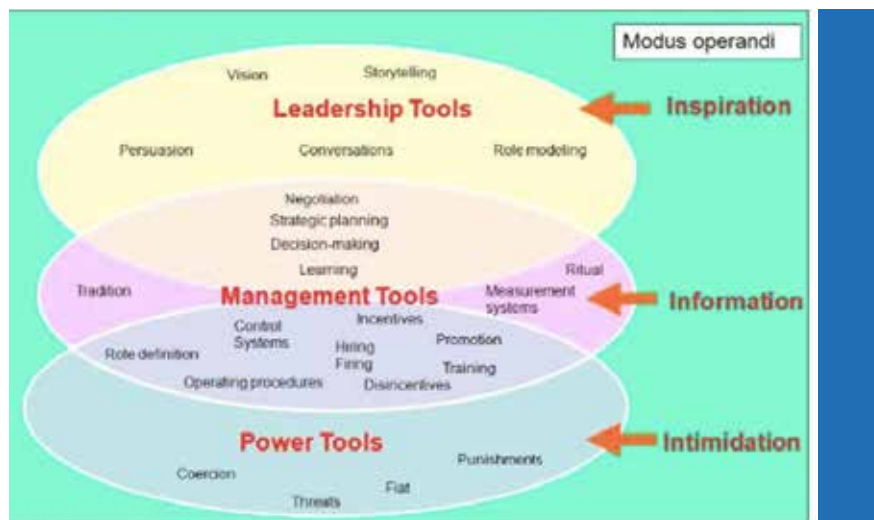 Modus operandi
Vision
Storytelling
Leadership Tools
Inspiration
Persuasion
Conversations
Role modeling
Negotiation
Strategic planning
Decision-making
Learning
Ritual
Tradition
Management Tools
Measurement
systems
Information
Incentives
Control
Systems
Promotion
Role definition
Hiring
Firing
Training
Operating procedures
Disincentives
Power Tools
Intimidation
Punishments
Coercion
Fiat
Threats